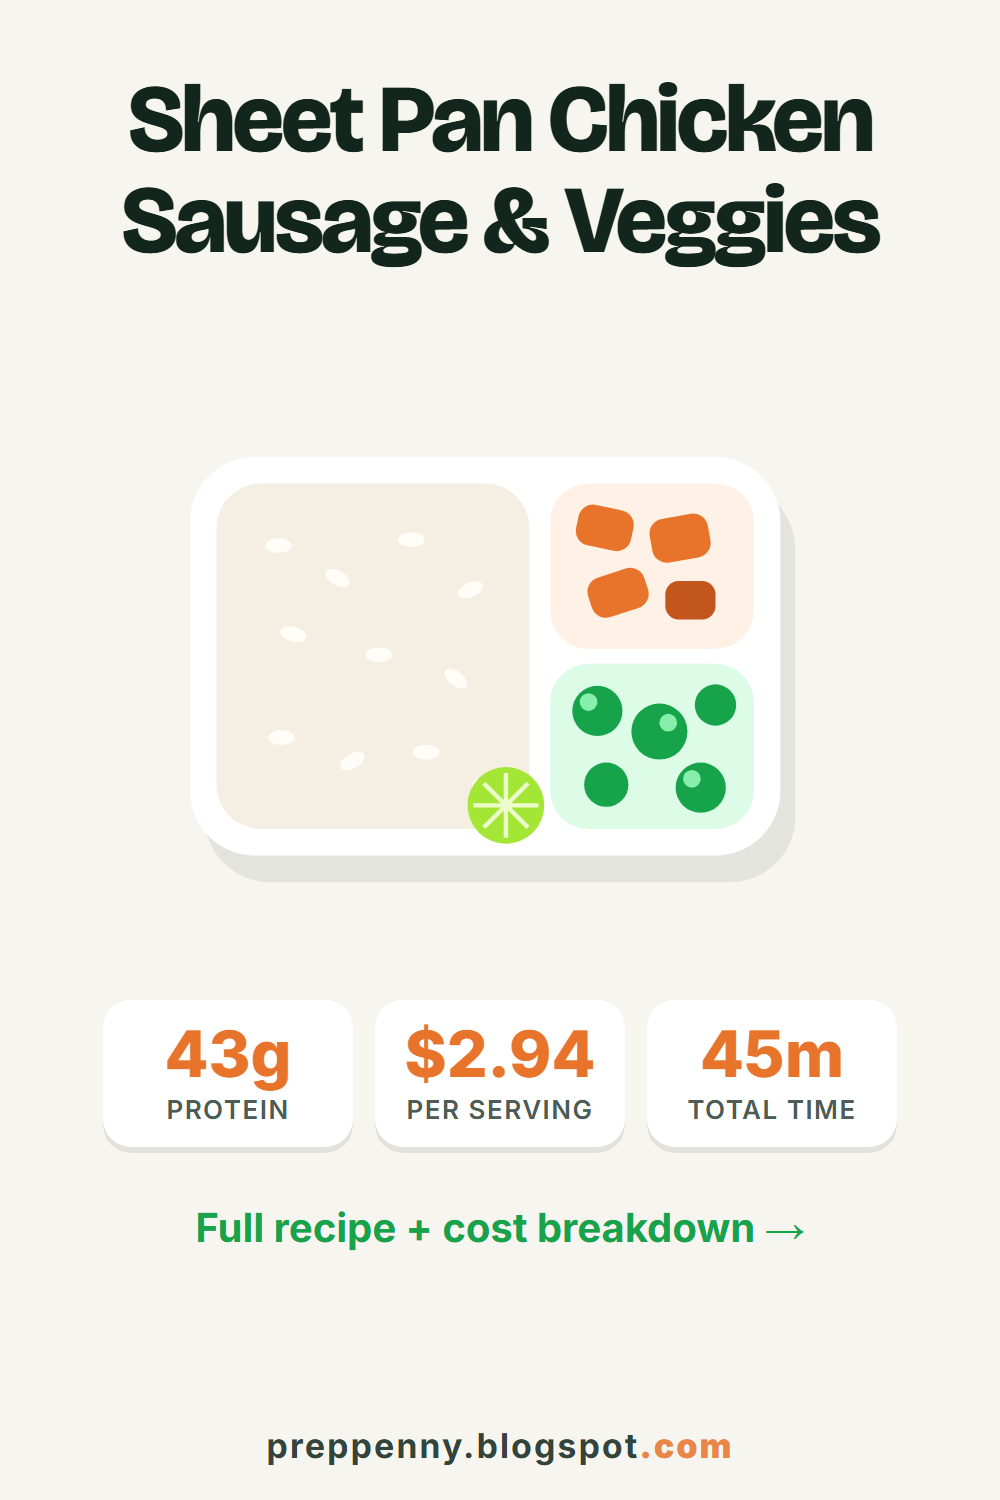 Sheet Pan Chicken
Sausage & Veggies
43g
PROTEIN
$2.94
PER SERVING
45m
TOTAL TIME
Full recipe + cost breakdown →
preppenny.blogspot.com